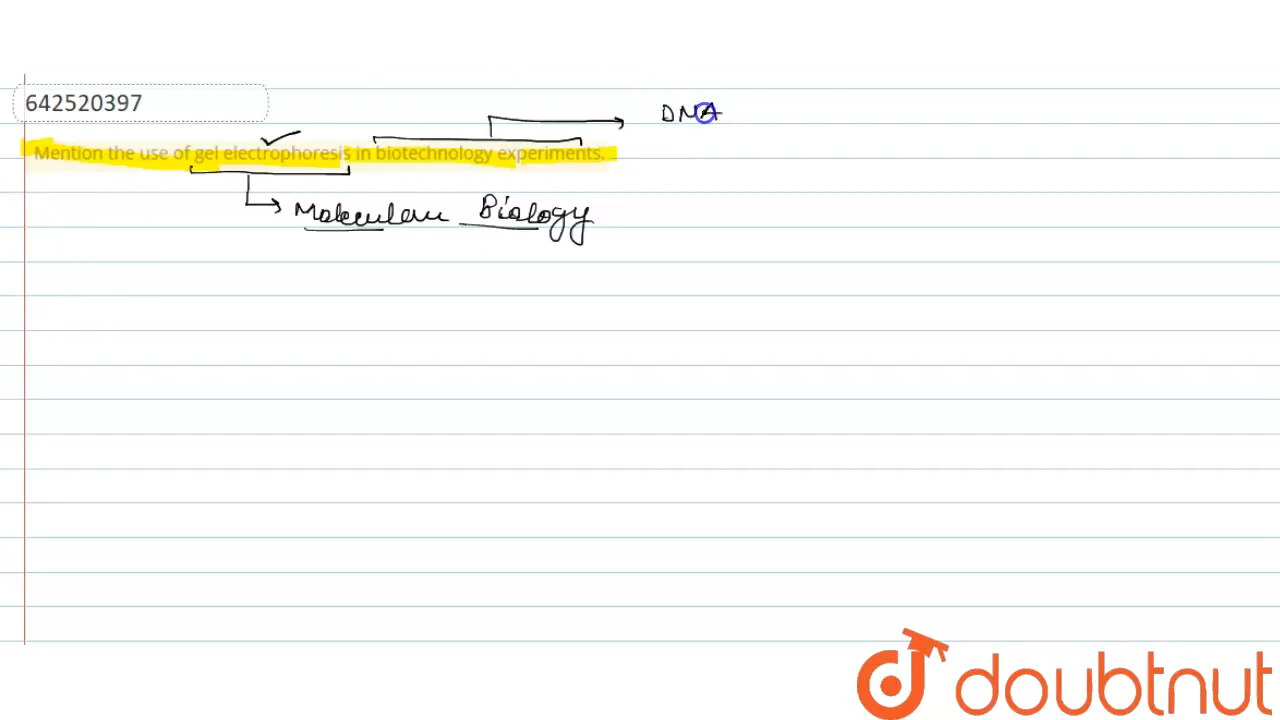 642520397
DNA
Mention the use of gel electrophoresis in biotechnology experiments.
Molecular Biology
doubtnut